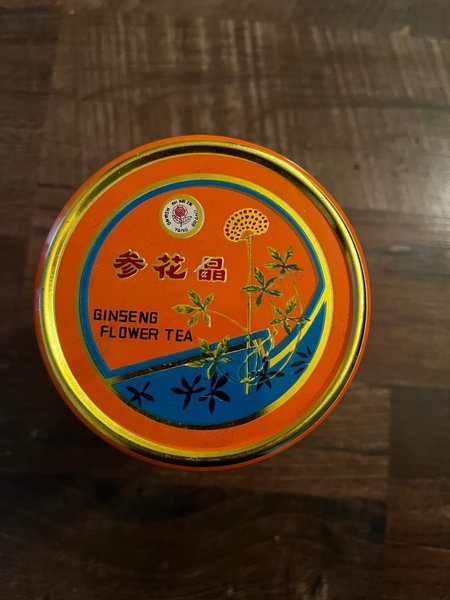 参花晶
GINSENG
FLOWER TEA